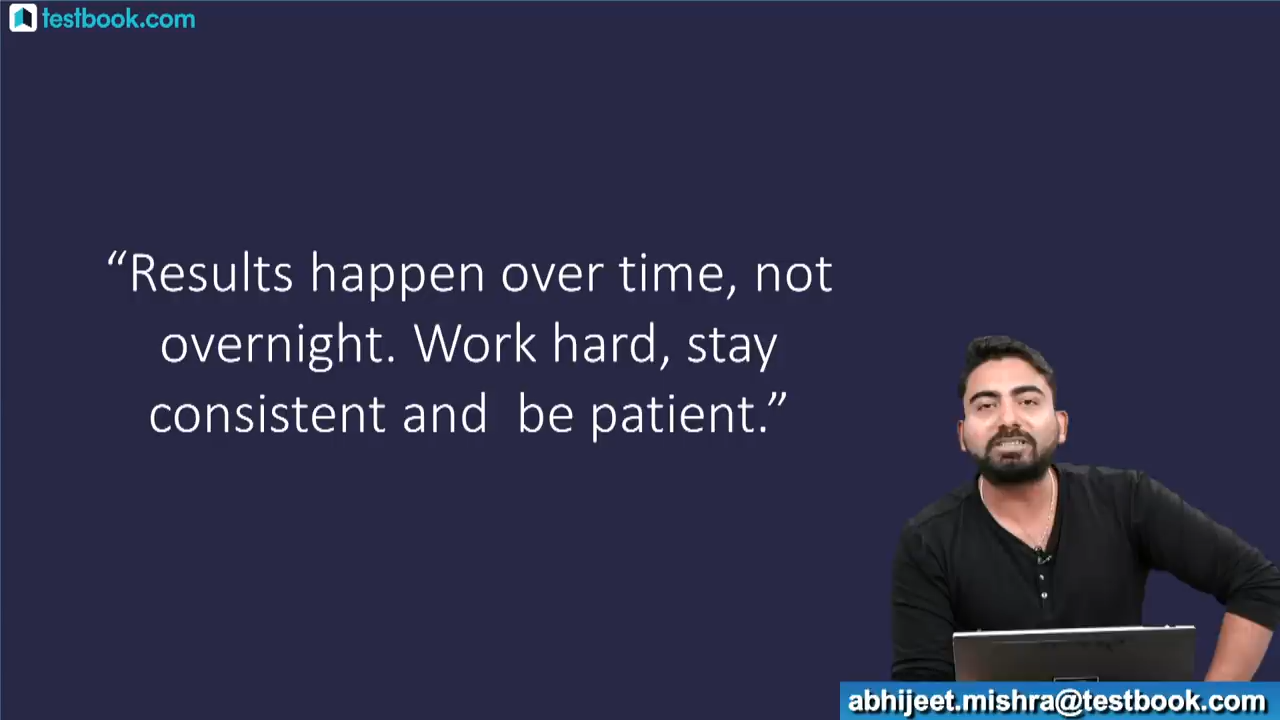 testbook.com
“Results happen over time, not
overnight. Work hard, stay
consistent and  be patient.”
abhijeet.mishra@testbook.com